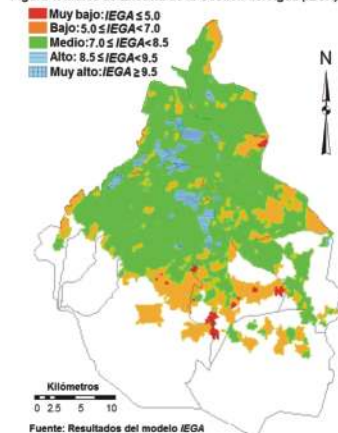 Muy bajo: IEGA ≤ 5.0
Bajo: 5.0 ≤ IEGA < 7.0
Medio: 7.0 ≤ IEGA < 8.5
Alto: 8.5 ≤ IEGA < 9.5
Muy alto: IEGA ≥ 9.5
N
Kilómetros
0 2.5 5 10
Fuente: Resultados del modelo IEGA